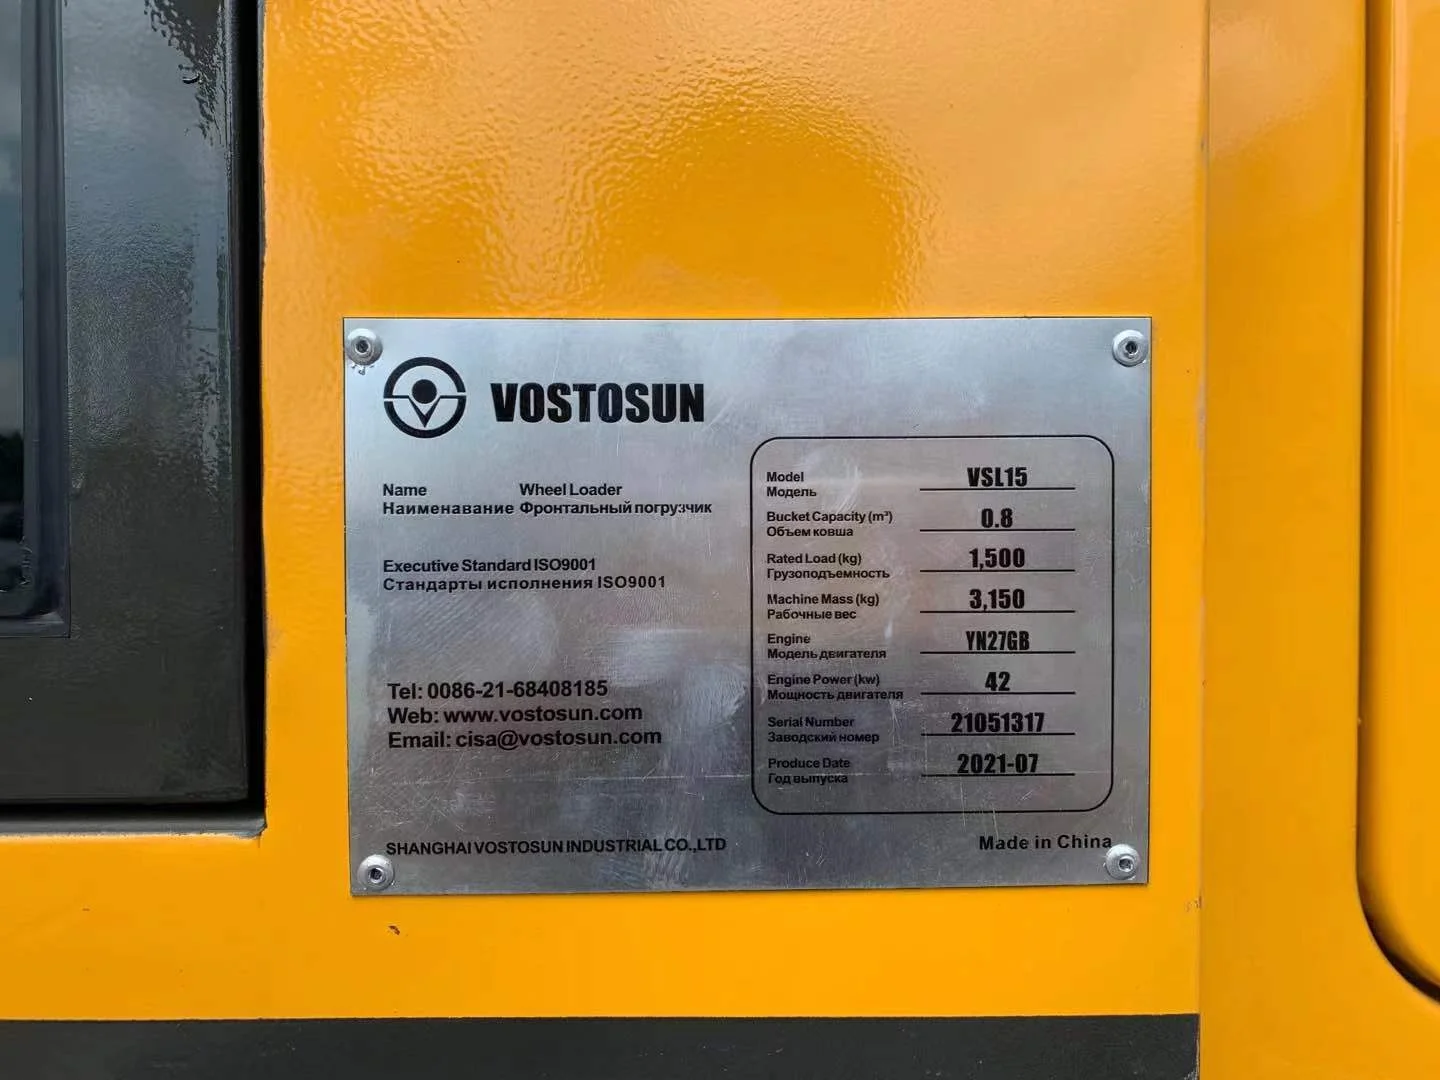 VOSTOSUN
Name Wheel Loader
Наименавание Фронтальный погрузчик
Executive Standard ISO9001
Стандарты исполнения ISO9001
Tel: 0086-21-68408185
Web: www.vostosun.com
Email: cisa@vostosun.com
Model VSL15
Модель
Bucket Capacity (m³) 0.8
Объем ковша
Rated Load (kg) 1,500
Грузоподъемность
Machine Mass (kg) 3,150
Рабочные вес
Engine YN27GB
Модель двигателя
Engine Power (kw) 42
Мощность двигателя
Serial Number 21051317
Заводский номер
Produce Date 2021-07
Год выпуска
SHANGHAI VOSTOSUN INDUSTRIAL CO.,LTD
Made in China